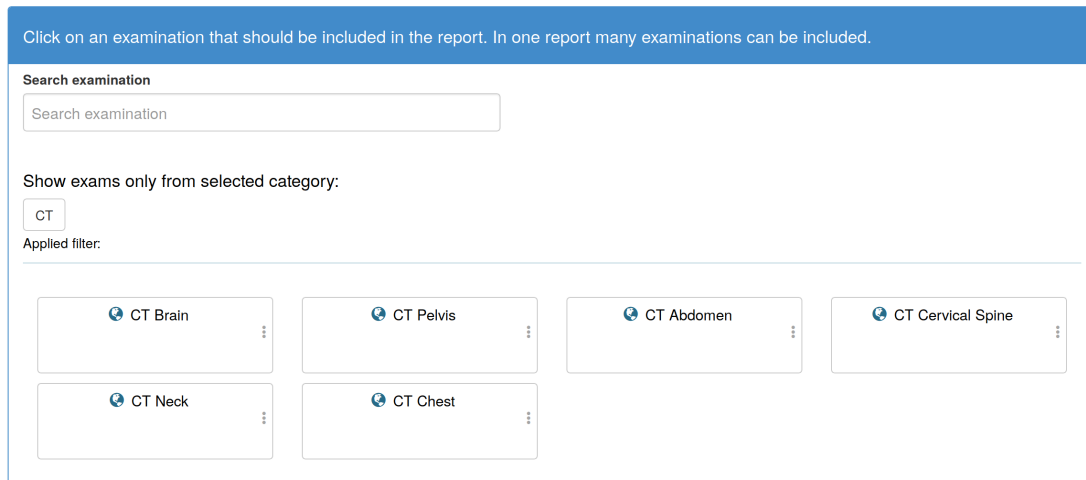 Click on an examination that should be included in the report. In one report many examinations can be included.
Search examination
Search examination
Show exams only from selected category:
CT
Applied filter:
CT Brain
CT Pelvis
CT Abdomen
CT Cervical Spine
CT Neck
CT Chest